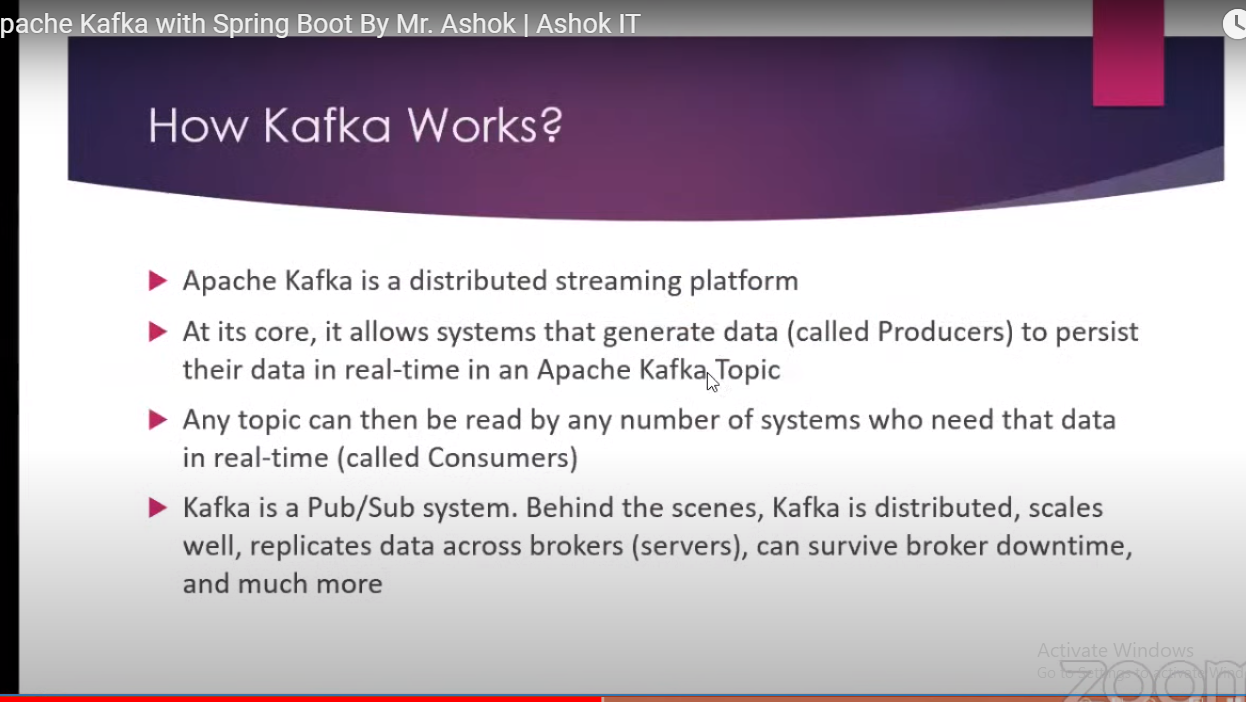 pache Kafka with Spring Boot By Mr. Ashok | Ashok IT
How Kafka Works?
Apache Kafka is a distributed streaming platform
At its core, it allows systems that generate data (called Producers) to persist
their data in real-time in an Apache Kafka Topic
Any topic can then be read by any number of systems who need that data
in real-time (called Consumers)
Kafka is a Pub/Sub system. Behind the scenes, Kafka is distributed, scales
well, replicates data across brokers (servers), can survive broker downtime,
and much more
Activate Windows
Go to
zoom